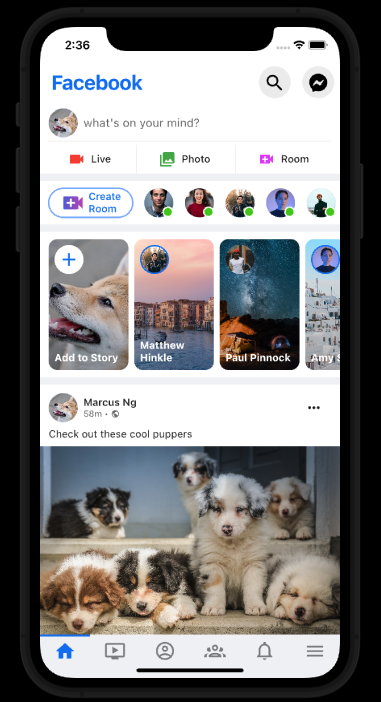 2:36
Facebook
what's on your mind?
Live
Photo
Room
Create
Room
Add to Story
Matthew
Hinkle
Paul Pinnock
Amy S
Marcus Ng
58m •
Check out these cool puppers